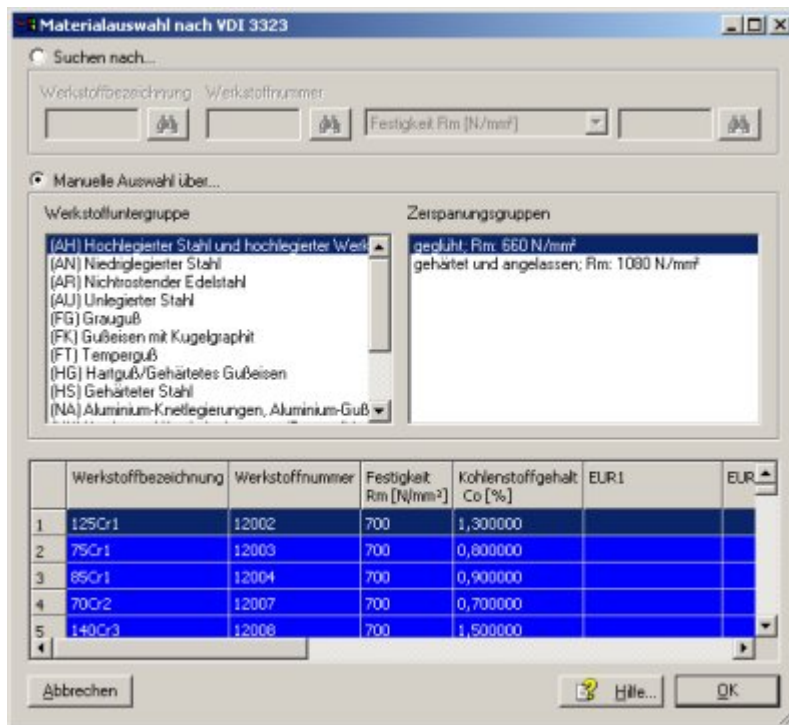 Materialauswahl nach VDI 3323
Suchen nach...
Werkstoffbezeichnung Werkstoffnummer
Festigkeit Rm [N/mm²]
Manuelle Auswahl über...
Werkstoffuntergruppe Zerspanungsgruppen
(AH) Hochlegierter Stahl und hochlegierter Werk
(AN) Niedriglegierter Stahl
(AR) Nichtrostender Edelstahl
(AU) Unlegierter Stahl
(FG) Grauguß
(FK) Gußeisen mit Kugelgraphit
(FT) Temperguß
(HG) Hartguß/Gehärtetes Gußeisen
(HS) Gehärteter Stahl
(NA) Aluminium-Knetlegierungen, Aluminium-Guß
geglüht; Rm: 660 N/mm²
gehärtet und angelassen; Rm: 1080 N/mm²
Werkstoffbezeichnung Werkstoffnummer Festigkeit Rm [N/mm²] Kohlenstoffgehalt Co [%] EUR1 EUR
1 125Cr1 12002 700 1,300000
2 75Cr1 12003 700 0,800000
3 85Cr1 12004 700 0,900000
4 70Cr2 12007 700 0,700000
5 140Cr3 12008 700 1,500000
Abbrechen Hilfe... OK